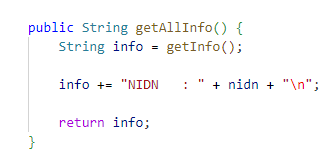 public String getAllInfo() {
    String info = getInfo();
    info += "NIDN   : " + nidn + "\n";
    return info;
}